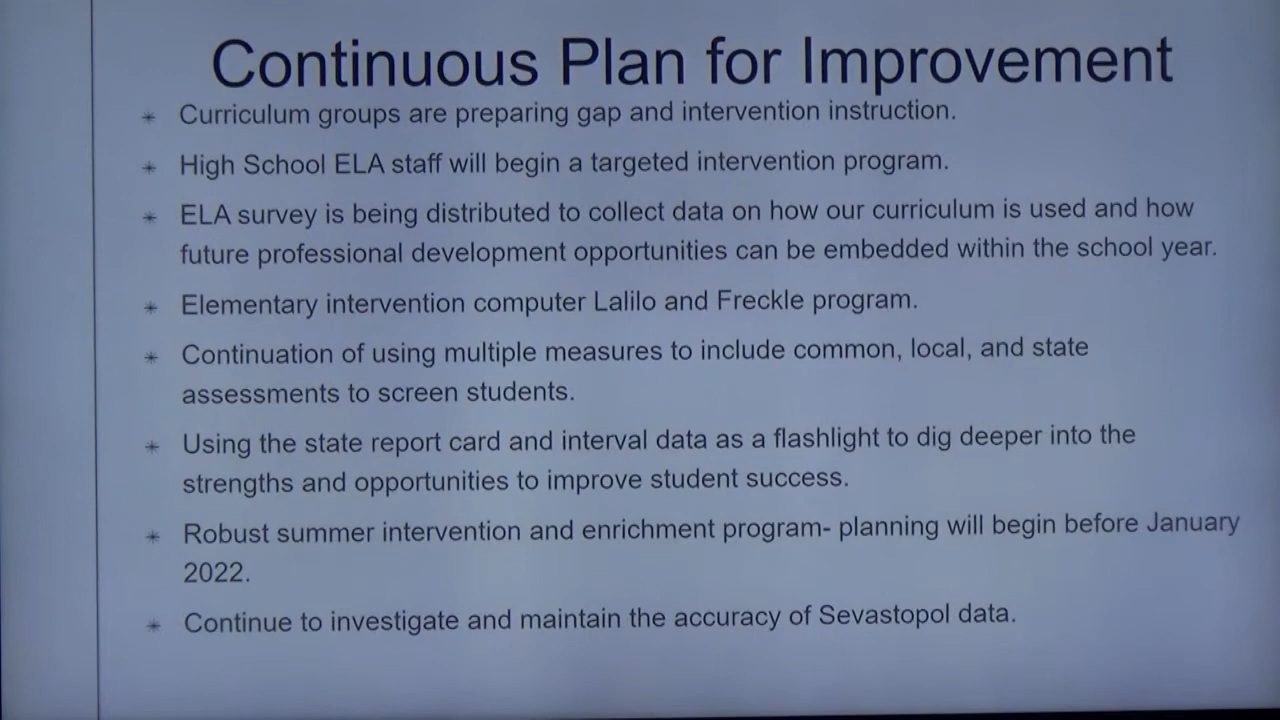 Continuous Plan for Improvement
* Curriculum groups are preparing gap and intervention instruction.
* High School ELA staff will begin a targeted intervention program.
* ELA survey is being distributed to collect data on how our curriculum is used and how
future professional development opportunities can be embedded within the school year.
* Elementary intervention computer Lalilo and Freckle program.
* Continuation of using multiple measures to include common, local, and state
assessments to screen students.
* Using the state report card and interval data as a flashlight to dig deeper into the
strengths and opportunities to improve student success.
* Robust summer intervention and enrichment program- planning will begin before January
2022.
* Continue to investigate and maintain the accuracy of Sevastopol data.